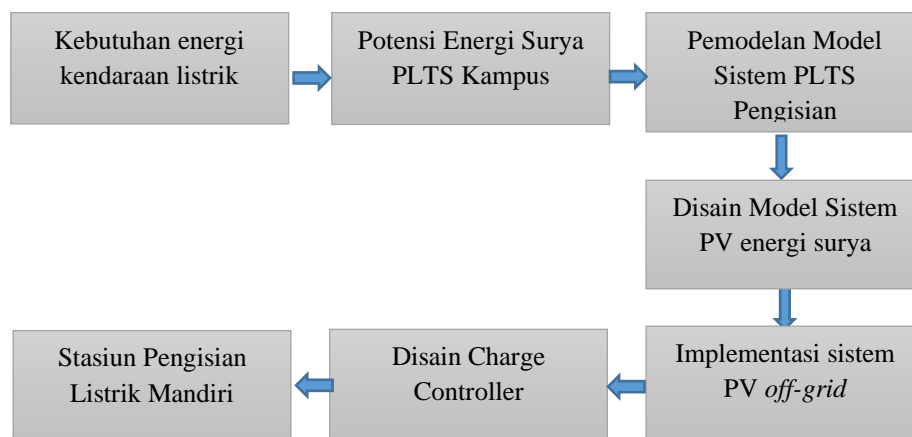 Kebutuhan energi
kendaraan listrik
Potensi Energi Surya
PLTS Kampus
Pemodelan Model
Sistem PLTS
Pengisian
Disain Model Sistem
PV energi surya
Implementasi sistem
PV off-grid
Disain Charge
Controller
Stasiun Pengisian
Listrik Mandiri